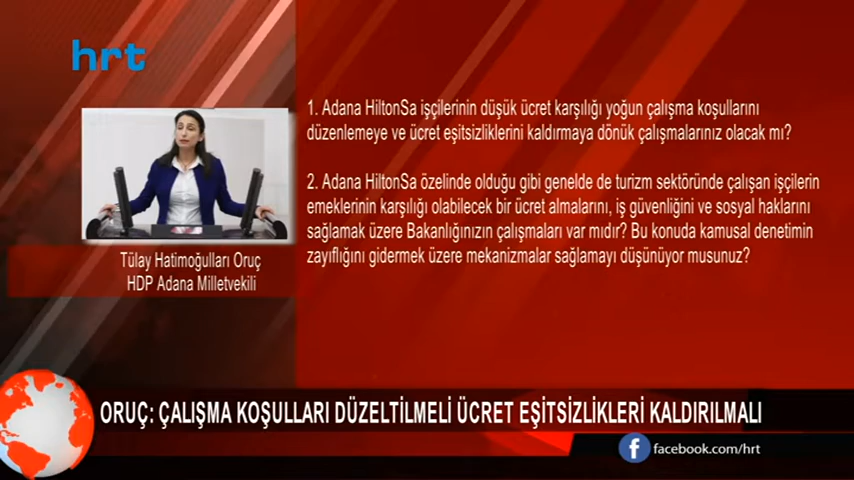 hrt
1. Adana HiltonSa işçilerinin düşük ücret karşılığı yoğun çalışma koşullarını
düzenlemeye ve ücret eşitsizliklerini kaldırmaya dönük çalışmalarınız olacak mı?
2. Adana HiltonSa özelinde olduğu gibi genelde de turizm sektöründe çalışan işçilerin
emeklerinin karşılığı olabilecek bir ücret almalarını, iş güvenliğini ve sosyal haklarını
sağlamak üzere Bakanlığınızın çalışmaları var mıdır? Bu konuda kamusal denetimin
zayıflığını gidermek üzere mekanizmalar sağlamayı düşünüyor musunuz?
Tülay Hatimoğulları Oruç
HDP Adana Milletvekili
ORUÇ: ÇALIŞMA KOŞULLARI DÜZELTİLMELİ ÜCRET EŞİTSİZLİKLERİ KALDIRILMALI
facebook.com/hrt